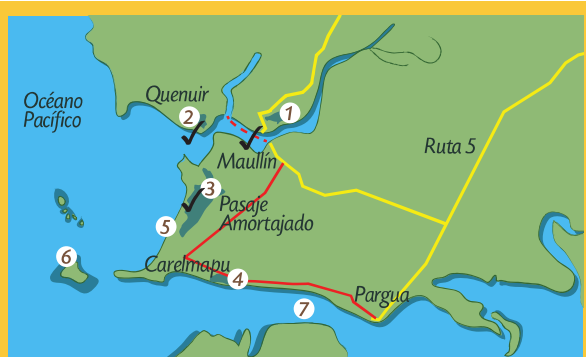 Océano
Pacífico
Quenuir
2
1
Maullín
Ruta 5
3
Pasaje
Amortajado
5
6
Carelmapu
4
Pargua
7